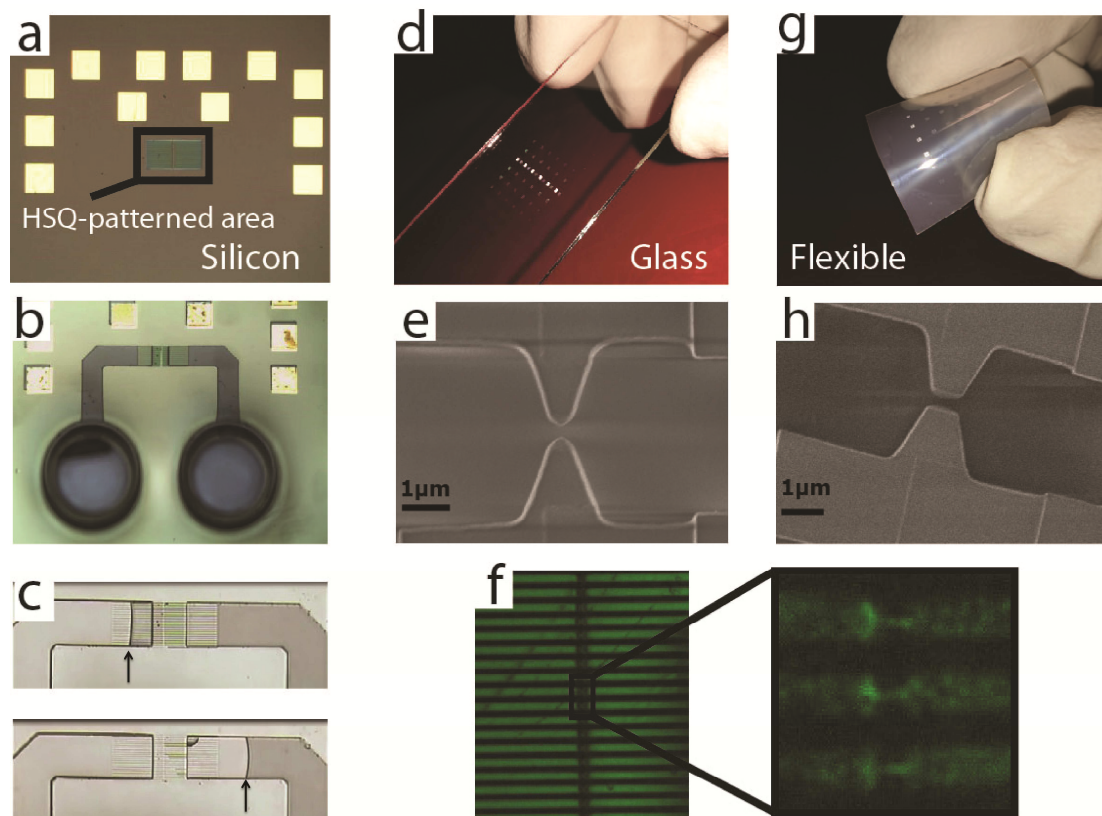 a
HSQ-patterned area
Silicon
d
Glass
g
Flexible
b
e
1µm
h
1µm
c
f